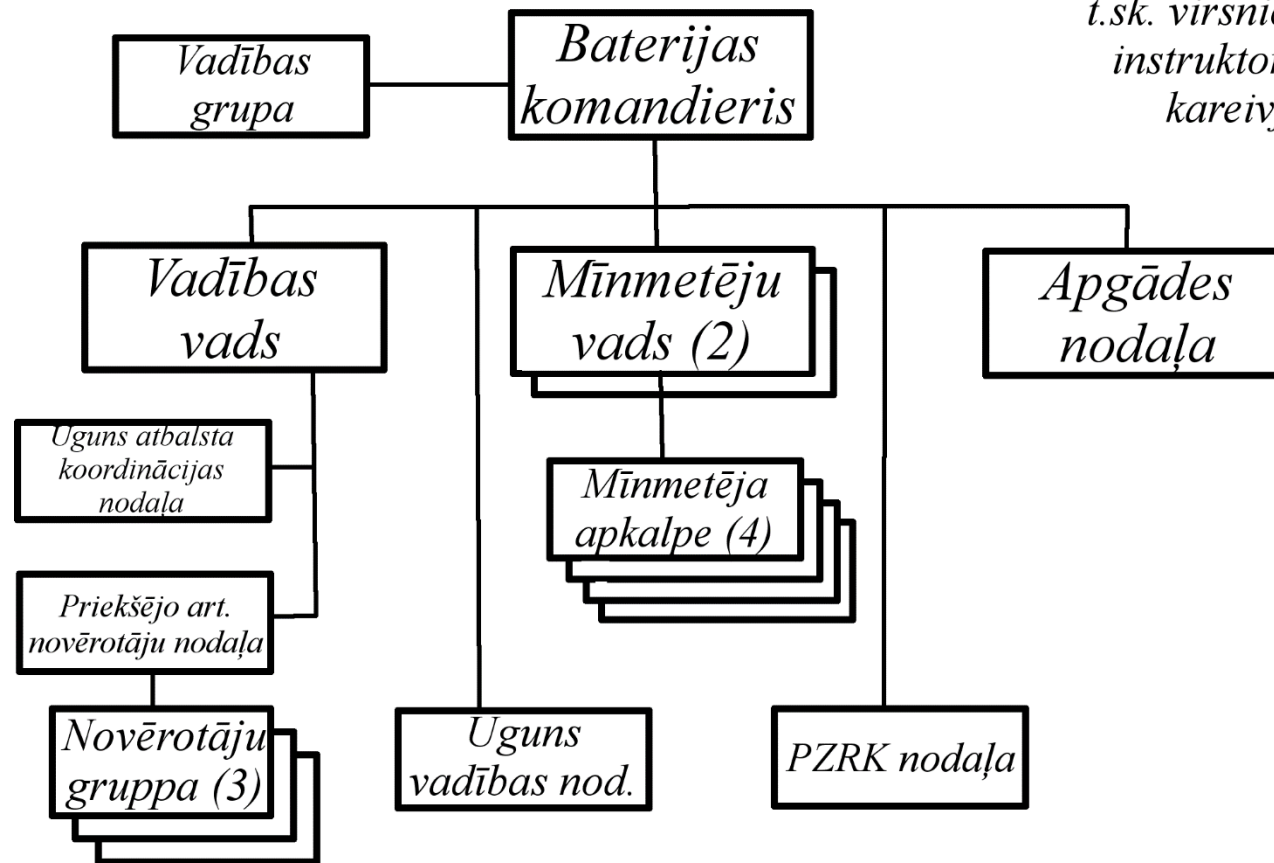 t.sk. virsnie
instrukto
kareivj
Vadības
grupa
Baterijas
komandieris
Vadības
vads
Mīnmetēju
vads (2)
Apgādes
nodaļa
Uguns atbalsta
koordinācijas
nodaļa
Mīnmetēja
apkalpe (4)
Priekšējo art.
novērotāju nodaļa
Novērotāju
gruppa (3)
Uguns
vadības nod.
PZRK nodaļa